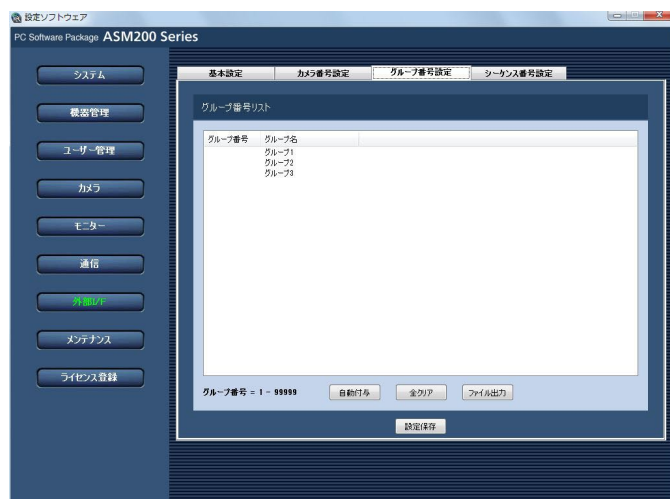 設定ソフトウェア
PC Software Package ASM200 Series
システム
機器管理
ユーザー管理
カメラ
モニター
通信
外部I/F
メンテナンス
ライセンス登録
基本設定 カメラ番号設定 グループ番号設定 シーケンス番号設定
グループ番号リスト
グループ番号 グループ名
グループ1
グループ2
グループ3
グループ番号 = 1 - 99999 自動付与 全クリア ファイル出力
設定保存